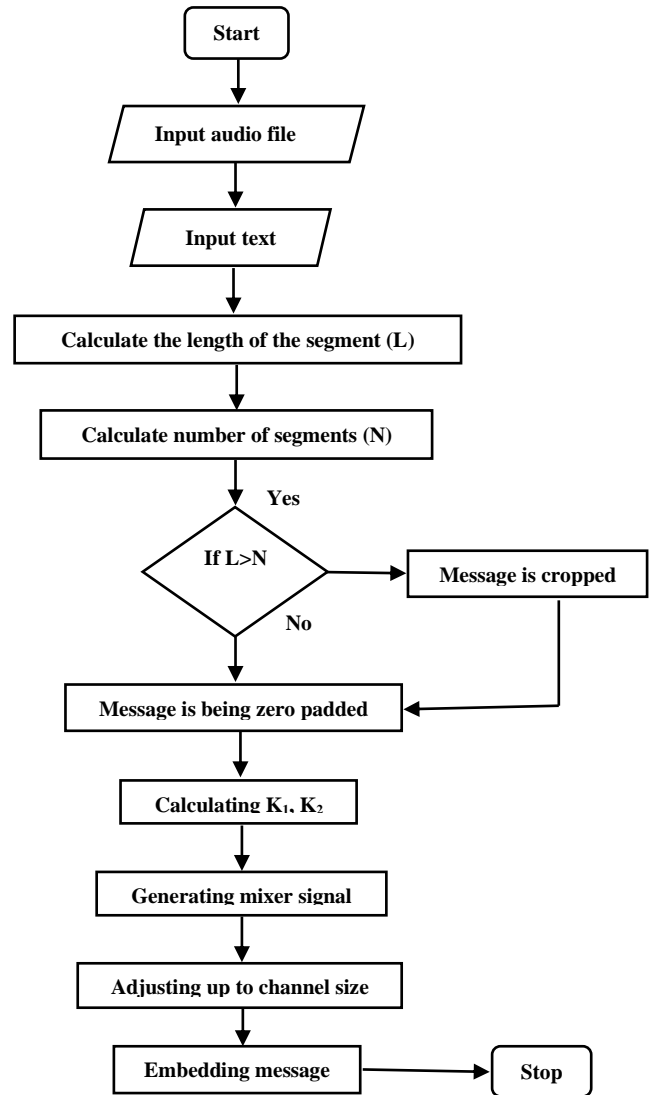 Start
Input audio file
Input text
Calculate the length of the segment (L)
Calculate number of segments (N)
Yes
If L>N
Message is cropped
No
Message is being zero padded
Calculating K₁, K₂
Generating mixer signal
Adjusting up to channel size
Embedding message
Stop